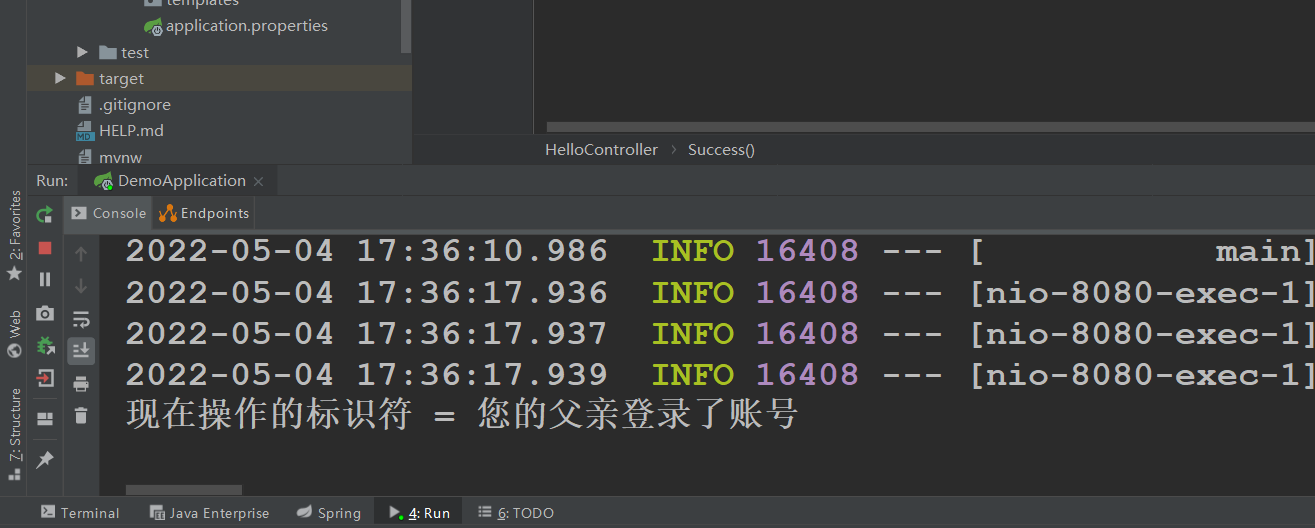 templates
application.properties
test
target
.gitignore
HELP.md
mvnw
HelloController > Success()
Run: DemoApplication ×
Console Endpoints
2022-05-04 17:36:10.986 INFO 16408 --- [ main]
2022-05-04 17:36:17.936 INFO 16408 --- [nio-8080-exec-1]
2022-05-04 17:36:17.937 INFO 16408 --- [nio-8080-exec-1]
2022-05-04 17:36:17.939 INFO 16408 --- [nio-8080-exec-1]
现在操作的标识符 = 您的父亲登录了账号
2: Favorites
Web
7: Structure
MD
Terminal Java Enterprise Spring 4: Run 6: TODO